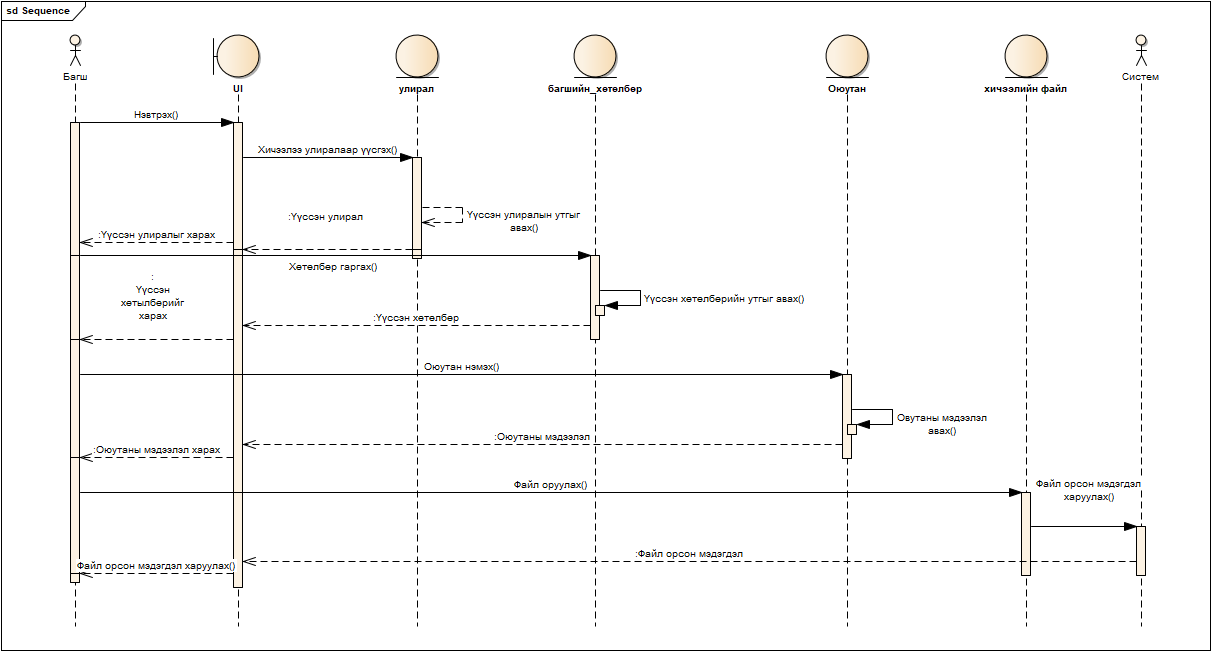 sd Sequence
Багш
UI
улирал
багшийн_хөтөлбөр
Оюутан
хичээлийн файл
Систем
Нэвтрэх()
Хичээлээ улиралаар үүсгэх()
Үүссэн улиралын утгыг
авах()
:Үүссэн улирал
:Үүссэн улиралыг харах
Хөтөлбөр гаргах()
:
Үүссэн
хөтылбөрийг
харах
Үүссэн хөтөлбөрийн утгыг авах()
:Үүссэн хөтөлбөр
Оюутан нэмэх()
Овутаны мэдээлэл
авах()
:Оюутаны мэдээлэл
:Оюутаны мэдээлэл харах
Файл оруулах()
Файл орсон мэдэгдэл
харуулах()
:Файл орсон мэдэгдэл
Файл орсон мэдэгдэл харуулах()